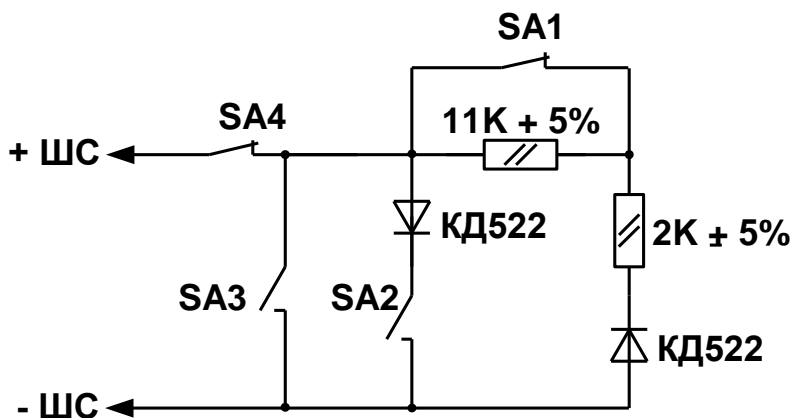 SA1
SA4
11K + 5%
+ ШС
КД522
2K ± 5%
SA3
SA2
КД522
- ШС